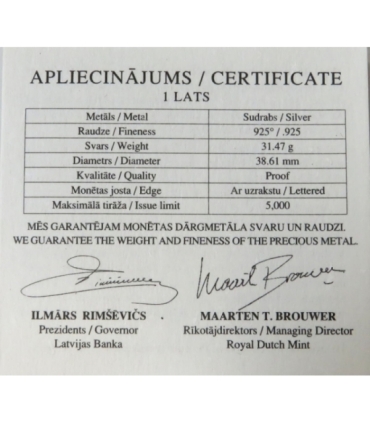 APLIECINĀJUMS / CERTIFICATE
1 LATS
Metāls / Metal Sudrabs / Silver
Raudze / Fineness 925° / .925
Svars / Weight 31.47 g
Diametrs / Diameter 38.61 mm
Kvalitāte / Quality Proof
Monētas josta / Edge Ar uzrakstu / Lettered
Maksimālā tirāža / Issue limit 5,000
MĒS GARANTĒJAM MONĒTAS DĀRGMETĀLA SVARU UN RAUDZI.
WE GUARANTEE THE WEIGHT AND FINENESS OF THE PRECIOUS METAL.
Maarit Brouwer
ILMĀRS RIMŠĒVIČS MAARTEN T. BROUWER
Prezidents / Governor Rīkotājdirektors / Managing Director
Latvijas Banka Royal Dutch Mint